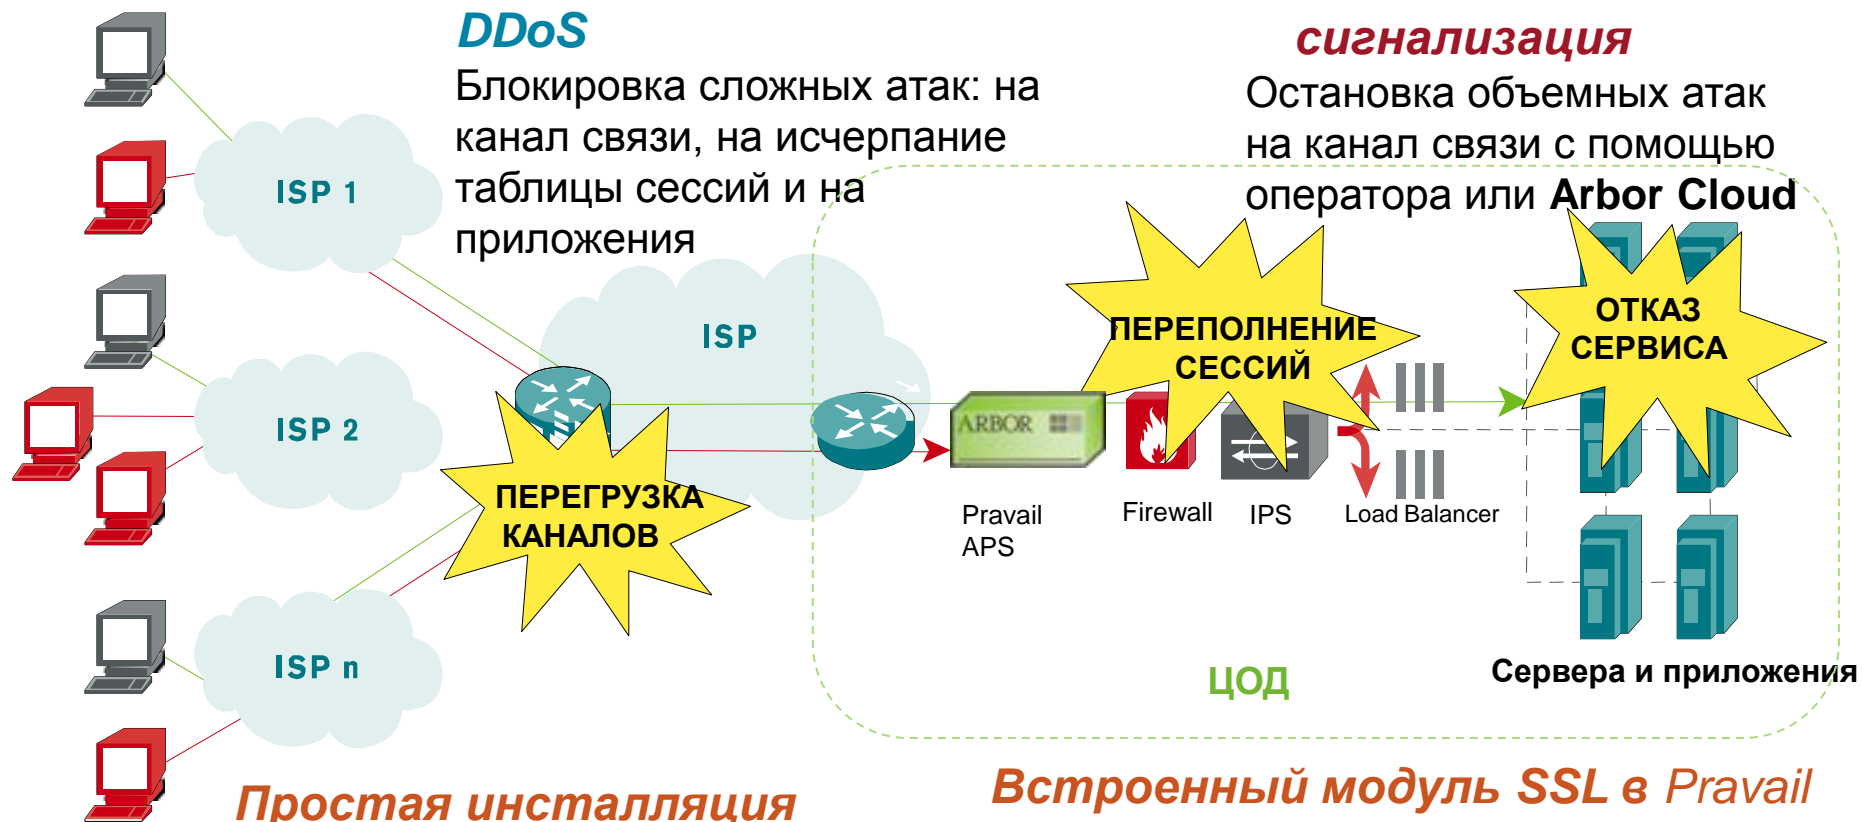 DDoS
Блокировка сложных атак: на
канал связи, на исчерпание
таблицы сессий и на
приложения
сигнализация
Остановка объемных атак
на канал связи с помощью
оператора или Arbor Cloud
ISP 1
ISP 2
ISP n
ISP
ПЕРЕГРУЗКА
КАНАЛОВ
ПЕРЕПОЛНЕНИЕ
СЕССИЙ
ОТКАЗ
СЕРВИСА
ARBOR
Pravail
APS
Firewall
IPS
Load Balancer
Сервера и приложения
ЦОД
Простая инсталляция
Встроенный модуль SSL в Pravail